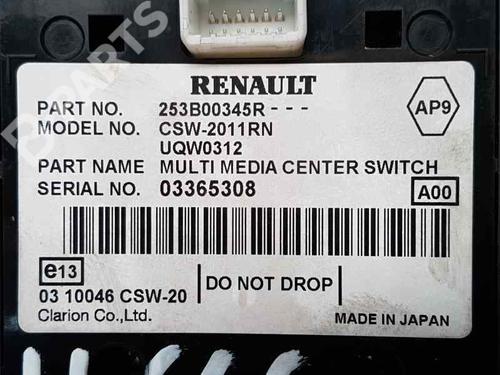 RENAULT
PART NO. 253B00345R - - -
AP9
MODEL NO. CSW-2011RN
UQW0312
PART NAME MULTI MEDIA CENTER SWITCH
SERIAL NO. 03365308
A00
e13
03 10046 CSW-20
DO NOT DROP
Clarion Co.,Ltd.
MADE IN JAPAN
B-Parts